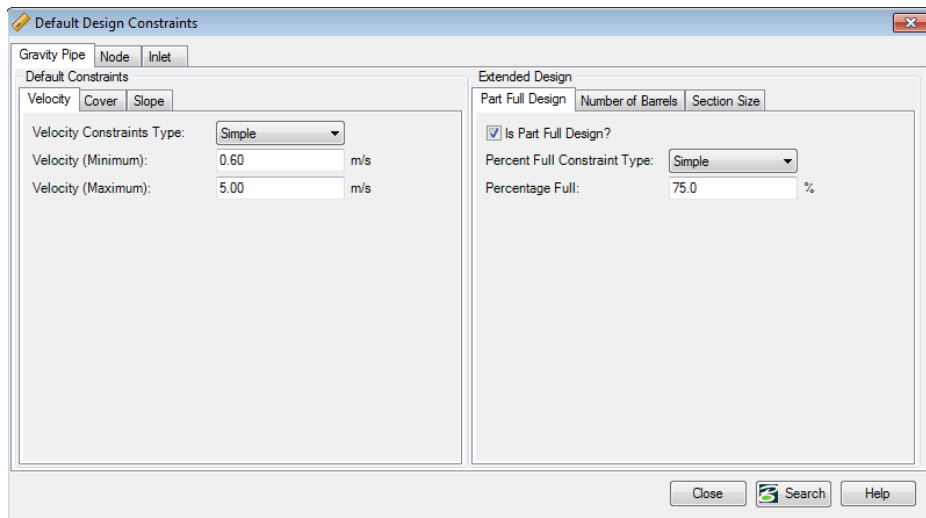 Default Design Constraints
Gravity Pipe Node Inlet
Default Constraints
Velocity Cover Slope
Velocity Constraints Type: Simple
Velocity (Minimum): 0.60 m/s
Velocity (Maximum): 5.00 m/s
Extended Design
Part Full Design Number of Barrels Section Size
Is Part Full Design?
Percent Full Constraint Type: Simple
Percentage Full: 75.0 %
Close Search Help